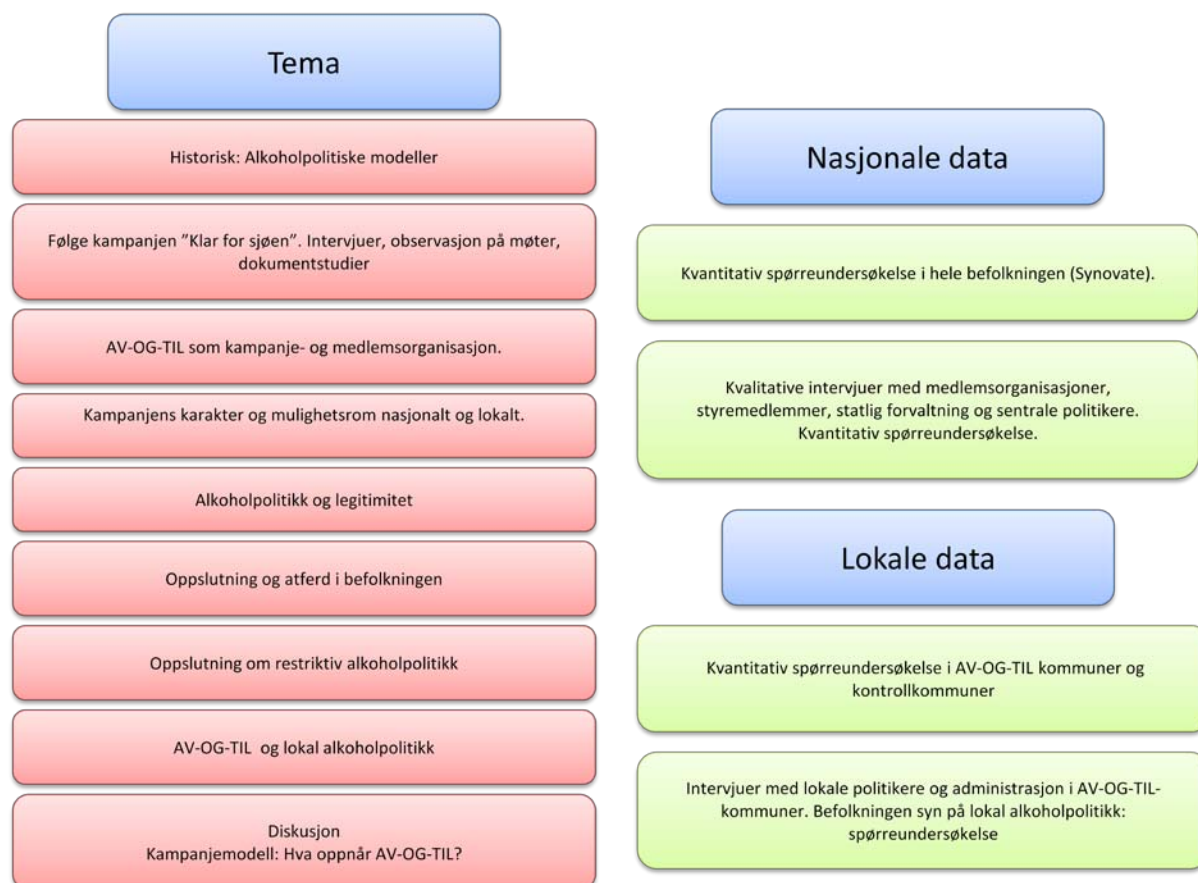 Tema
Historisk: Alkoholpolitiske modeller
Følge kampanjen ”Klar for sjøen”. Intervjuer, observasjon på møter,
dokumentstudier
AV-OG-TIL som kampanje- og medlemsorganisasjon.
Kampanjens karakter og mulighetsrom nasjonalt og lokalt.
Alkoholpolitikk og legitimitet
Oppslutning og atferd i befolkningen
Oppslutning om restriktiv alkoholpolitikk
AV-OG-TIL og lokal alkoholpolitikk
Diskusjon
Kampanjemodell: Hva oppnår AV-OG-TIL?
Nasjonale data
Kvantitativ spørreundersøkelse i hele befolkningen (Synovate).
Kvalitative intervjuer med medlemsorganisasjoner,
styremedlemmer, statlig forvaltning og sentrale politikere.
Kvantitativ spørreundersøkelse.
Lokale data
Kvantitativ spørreundersøkelse i AV-OG-TIL kommuner og
kontrollkommuner
Intervjuer med lokale politikere og administrasjon i AV-OG-TIL-
kommuner. Befolkningen syn på lokal alkoholpolitikk:
spørreundersøkelse